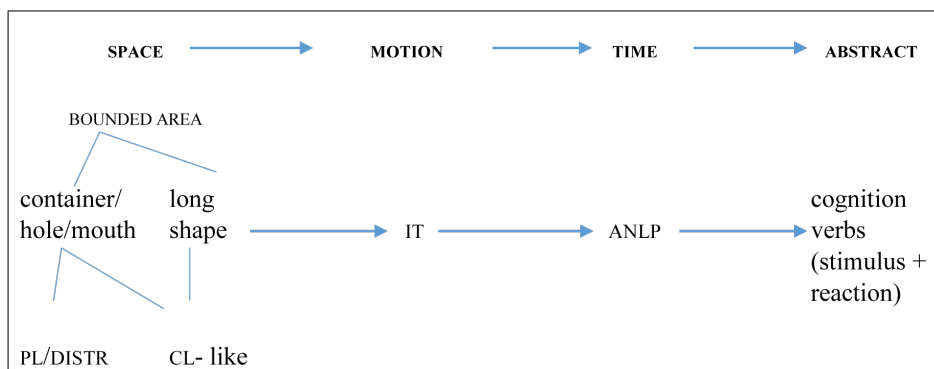 SPACE MOTION TIME ABSTRACT
BOUNDED AREA
container/ long cognition
hole/mouth shape IT ANLP verbs
(stimulus +
reaction)
PL/DISTR CL- like